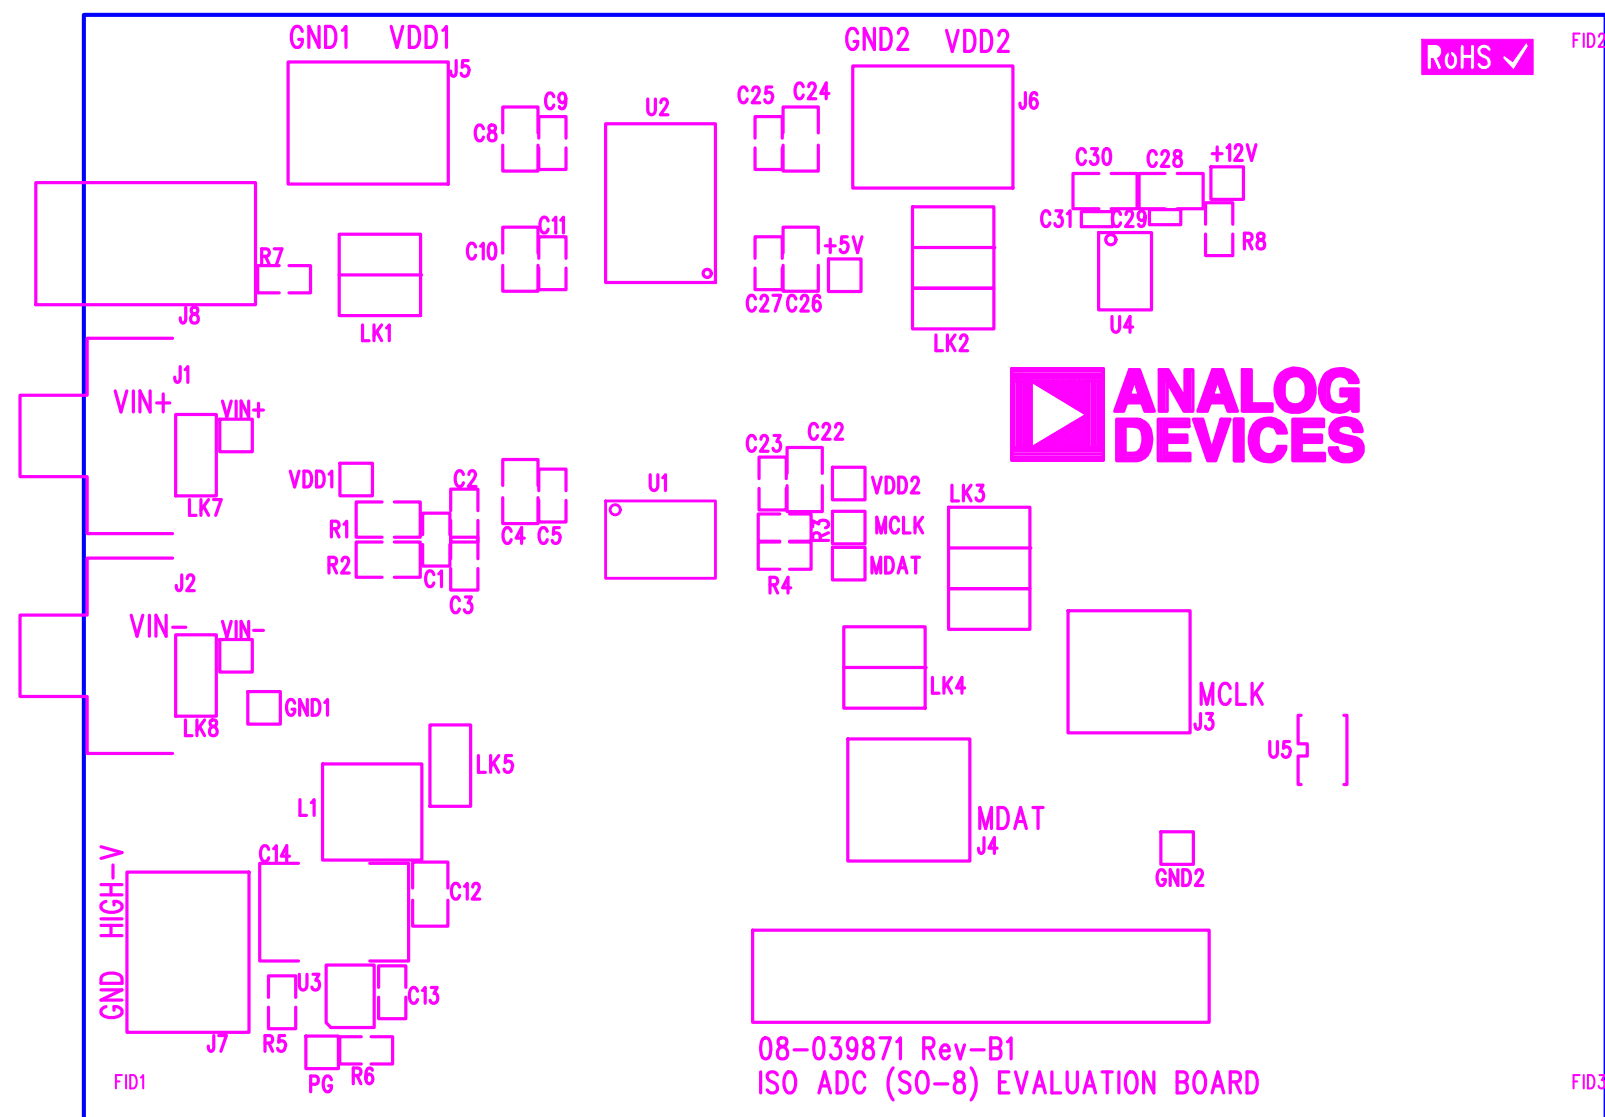 GND1 VDD1
GND2 VDD2
RoHS
FID2
J5
C9
U2
C25 C24
J6
C8
C30 C28 +12V
C31 C29
R8
C11
C10
+5V
R7
C27 C26
J8
LK1
LK2
U4
J1
VIN+
VIN+
ANALOG
DEVICES
C23 C22
VDD1
C2
U1
VDD2
LK3
LK7
R1
C4 C5
R3
MCLK
R2
C1
C3
R4
MDAT
J2
VIN-
VIN-
GND1
LK8
LK4
MCLK
J3
LK5
U5
L1
MDAT
J4
C14
C12
GND2
HIGH-V
GND
U3
C13
J7
R5
PG
R6
FID1
08-039871 Rev-B1
ISO ADC (SO-8) EVALUATION BOARD
FID3